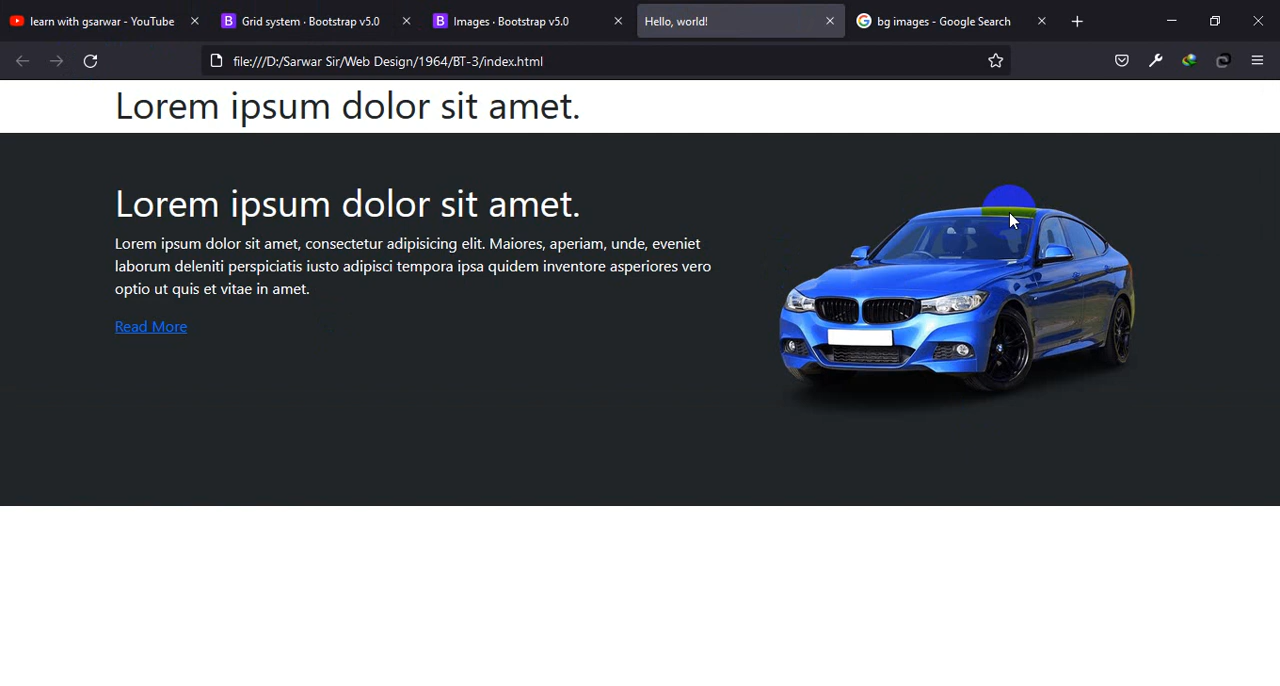 learn with gsarwar - YouTube
Grid system · Bootstrap v5.0
Images · Bootstrap v5.0
Hello, world!
bg images - Google Search
file:///D:/Sarwar Sir/Web Design/1964/BT-3/index.html
Lorem ipsum dolor sit amet.
Lorem ipsum dolor sit amet.
Lorem ipsum dolor sit amet, consectetur adipisicing elit. Maiores, aperiam, unde, eveniet
laborum deleniti perspiciatis iusto adipisci tempora ipsa quidem inventore asperiores vero
optio ut quis et vitae in amet.
Read More